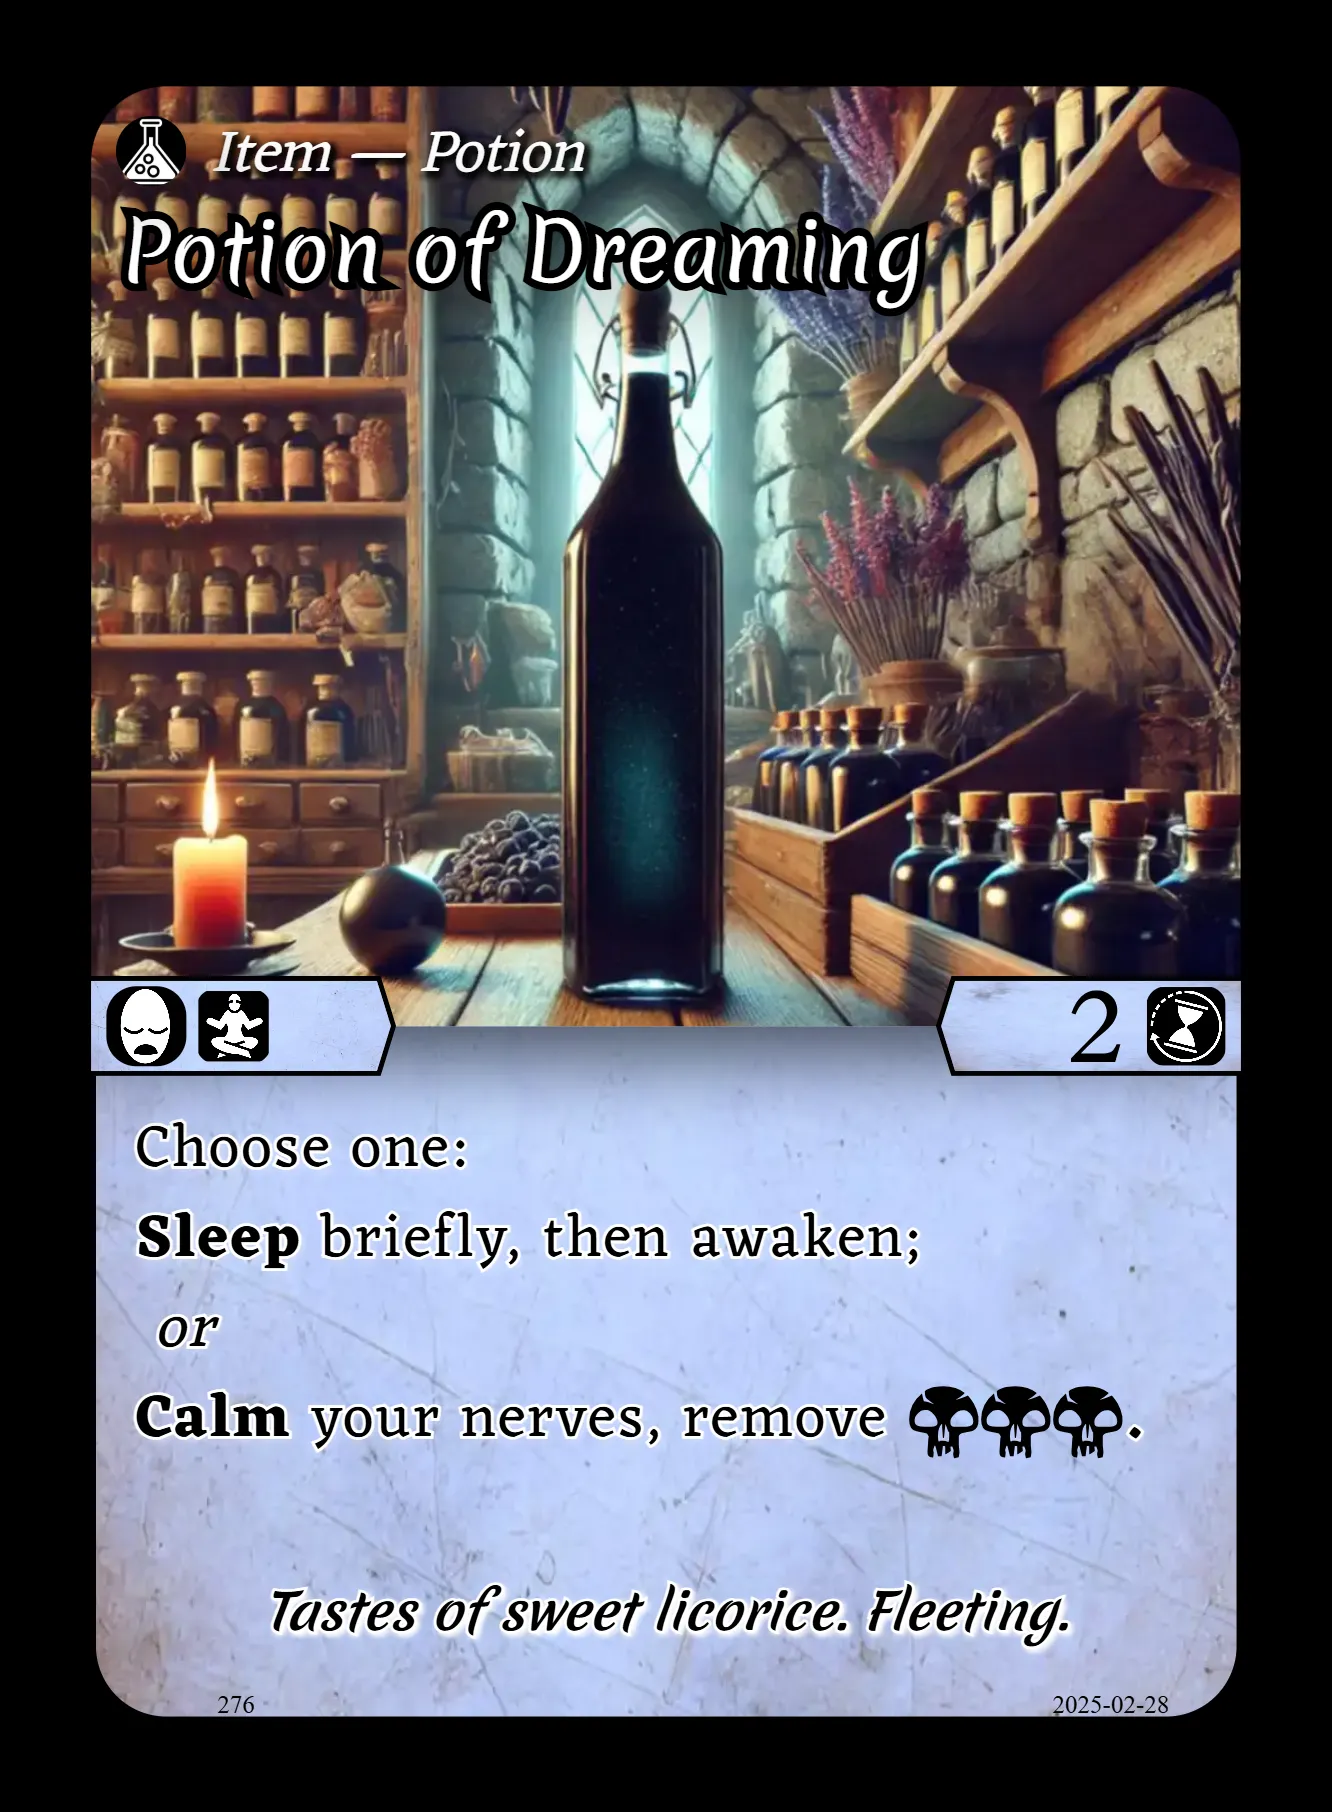 Item — Potion
Potion of Dreaming
2
Choose one:
Sleep briefly, then awaken;
or
Calm your nerves, remove .
Tastes of sweet licorice. Fleeting.
276
2025-02-28